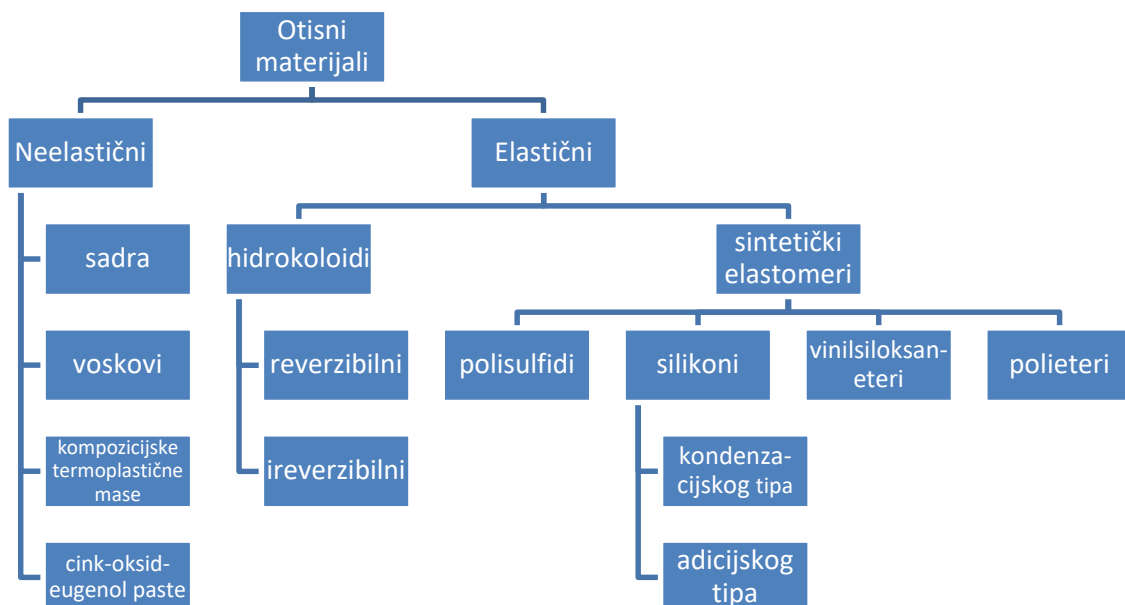 Otisni
materijali
Neelastični
Elastični
sadra
hidrokoloidi
sintetički
elastomeri
voskovi
reverzibilni
polisulfidi
silikoni
vinilsiloksan-
eteri
polieteri
kompozicijske
termoplastične
mase
ireverzibilni
kondenza-
cijskog tipa
cink-oksid-
eugenol paste
adicijskog
tipa